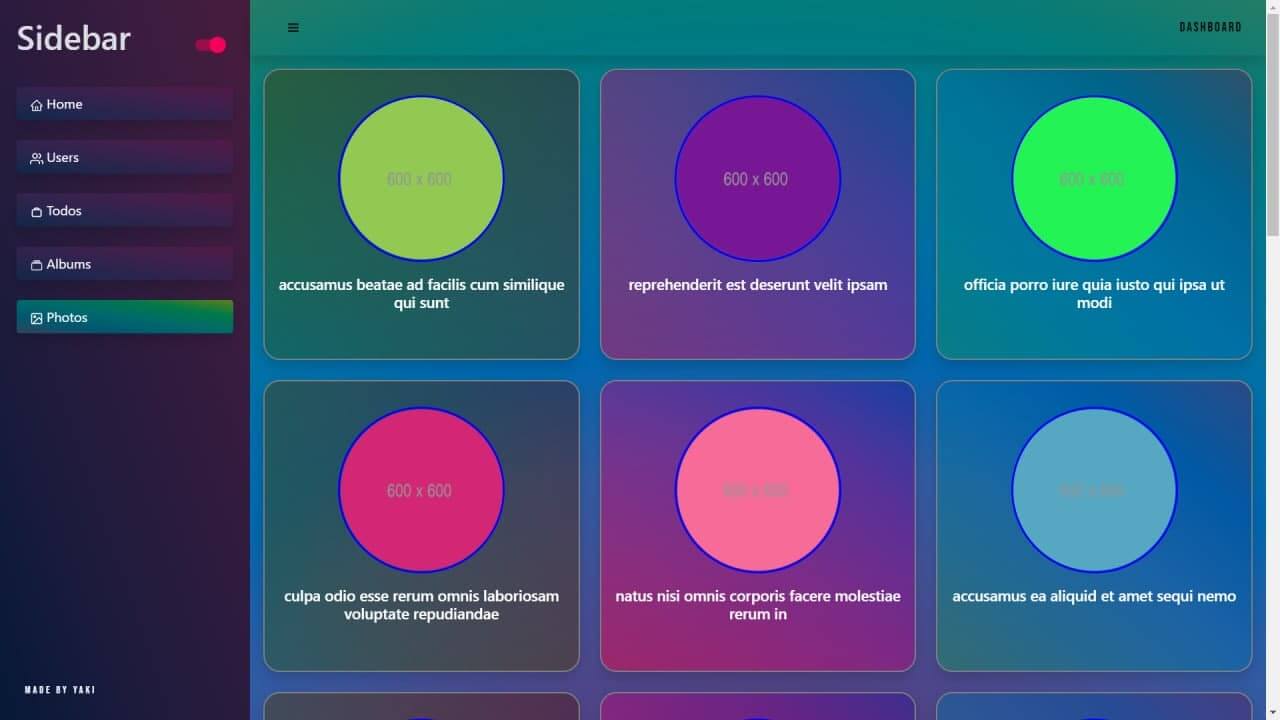 Sidebar
Home
Users
Todos
Albums
Photos
MADE BY YAKI
DASHBOARD
600 x 600
accusamus beatae ad facilis cum similique
qui sunt
600 x 600
reprehenderit est deserunt velit ipsam
600 x 600
officia porro iure quia iusto qui ipsa ut
modi
600 x 600
culpa odio esse rerum omnis laboriosam
voluptate repudiandae
600 x 600
natus nisi omnis corporis facere molestiae
rerum in
600 x 600
accusamus ea aliquid et amet sequi nemo